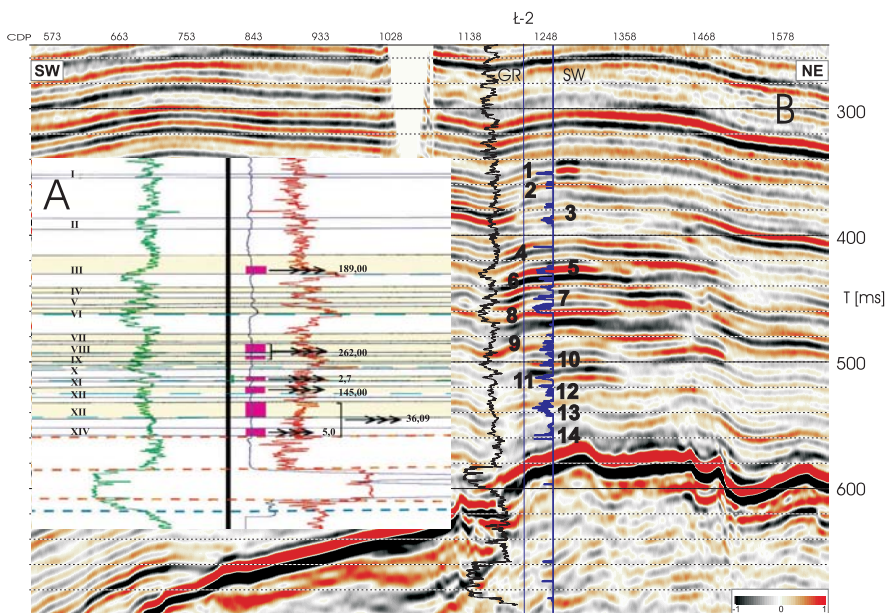 Ł-2
CDP 573 663 753 843 933 1028 1138 1248 1358 1468 1578
SW GR SW NE
B
300
A
I
1
2
II
3
400
4
III 189,00
5
6
IV
7
V
T [ms]
VI
8
VII
9
VIII 262,00
IX
10
500
X
XI 2,7
11
XII 145,00
12
XII 36,09
13
XIV 5,0
14
600
-1 0 1